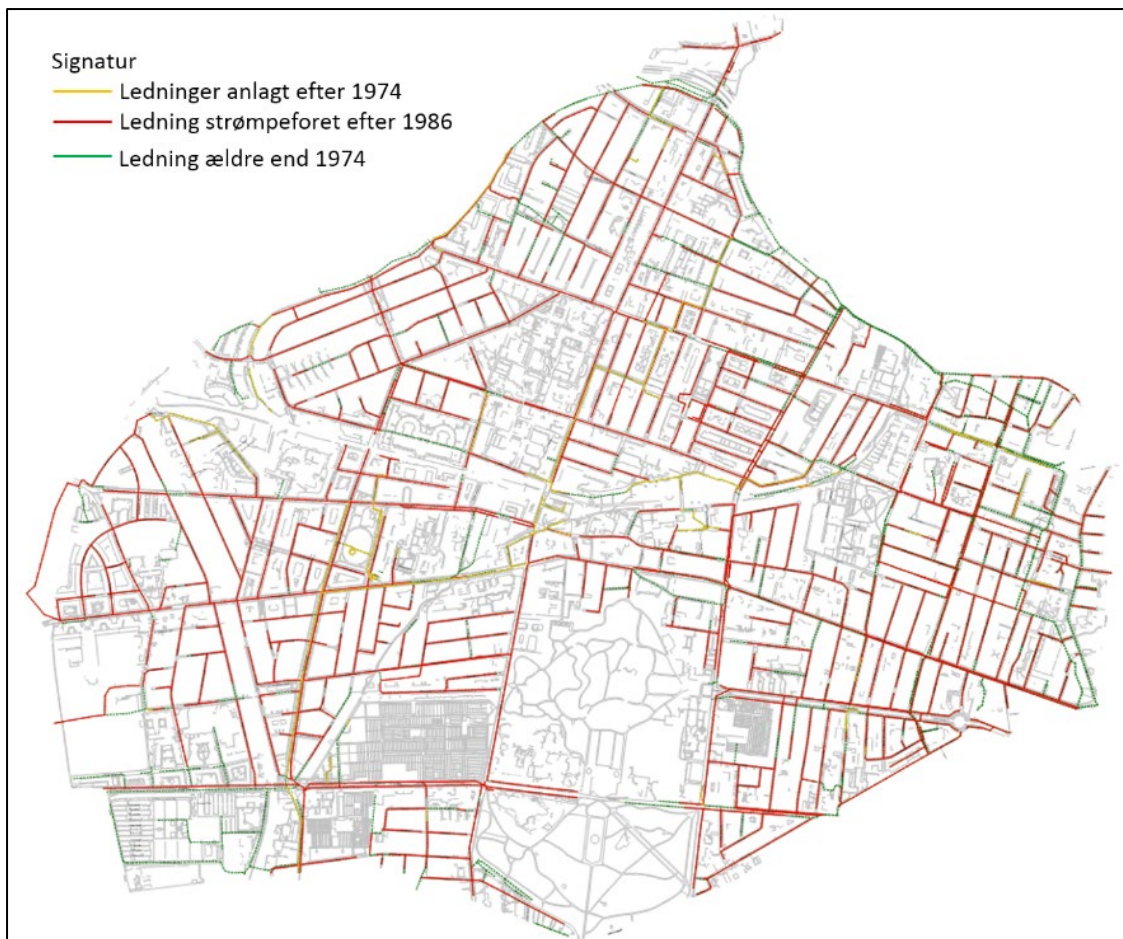 Signatur
Ledninger anlagt efter 1974
Ledning strømpeforet efter 1986
Ledning ældre end 1974